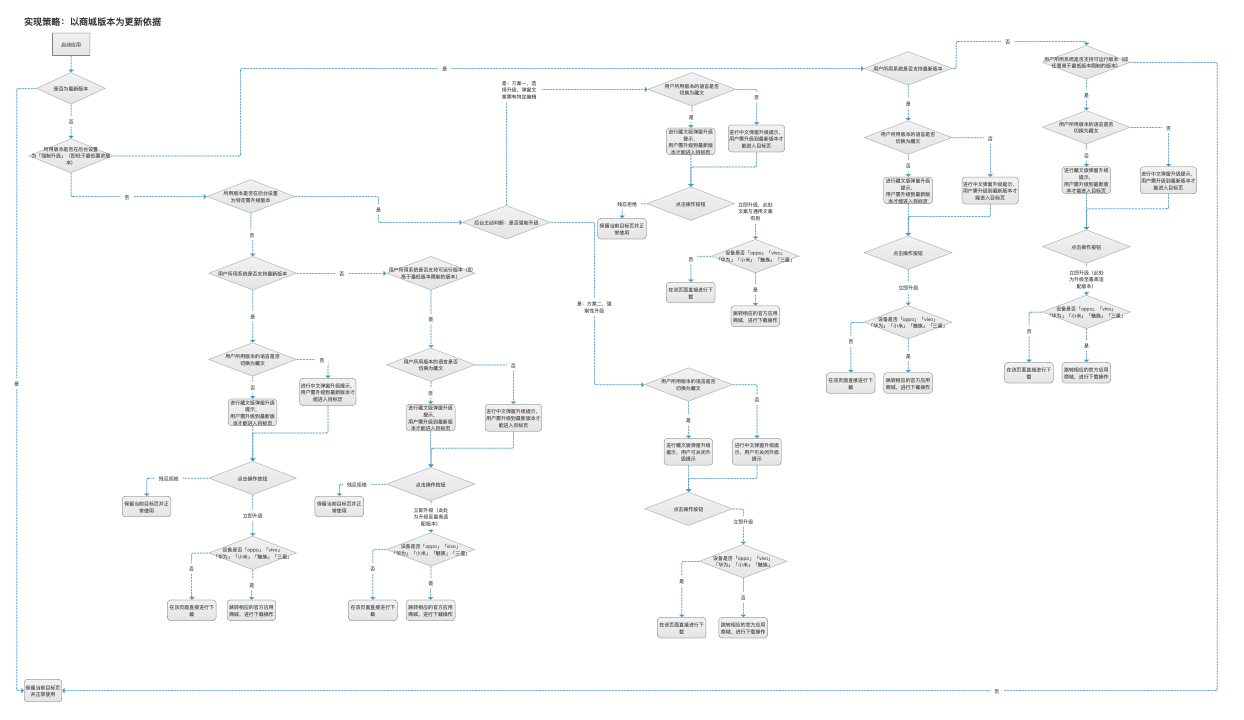 实现策略：以商城版本为更新依据
启动应用
是否为最新版本
是
否
所用版本是否在后台设置
为「强制升级」（即低于最低要求版
本）
是
否
所用版本是否在后台设置
为特定需升级版本
是
否
后台主动判断：是否强制升级
是：方案一，选
择升级，弹窗文
案需有特定编辑
是：方案二，强
制性升级
用户所用系统是否支持最新版本
否
是
用户所用系统是否支持可运行版本（即
高于最低版本限制的版本）
是
用户所用版本的语言是否
切换为藏文
否
否
进行中文弹窗升级提示，
用户需升级到最新版本才
能进入目标页
进行藏文版弹窗升级
提示，
用户需升级到最新版
本才能进入目标页
点击操作按钮
残忍拒绝
保留当前目标页并正
常使用
立即升级
设备是否「oppo」「vivo」
「华为」「小米」「魅族」「三星」
否
是
在该页面直接进行下
载
跳转相应的官方应用
商城，进行下载操作
用户所用版本的语言是否
切换为藏文
否
否
进行藏文版弹窗升级
提示，
用户需升级到最新版
本才能进入目标页
进行中文弹窗升级提示，
用户需升级到最新版本才
能进入目标页
点击操作按钮
残忍拒绝
保留当前目标页并正
常使用
立即升级（此处
为升级至最高适
配版本）
设备是否「oppo」「vivo」
「华为」「小米」「魅族」「三星」
否
是
在该页面直接进行下
载
跳转相应的官方应用
商城，进行下载操作
用户所用版本的语言是否
切换为藏文
否
是
进行藏文版弹窗升级
提示，
用户需升级到最新版
本才能进入目标页
进行中文弹窗升级提示，
用户需升级到最新版本才
能进入目标页
点击操作按钮
残忍拒绝
保留当前目标页并正
常使用
立即升级，此处
文案与通用文案
有别
设备是否「oppo」「vivo」
「华为」「小米」「魅族」「三星」
否
是
在该页面直接进行下
载
跳转相应的官方应用
商城，进行下载操作
用户所用版本的语言是否
切换为藏文
是
否
进行藏文版弹窗升级
提示，用户可关闭升
级提示
进行中文版弹窗升级提
示，用户可关闭升级
提示
点击操作按钮
立即升级
设备是否「oppo」「vivo」
「华为」「小米」「魅族」「三星」
是
否
在该页面直接进行下
载
跳转相应的官方应用
商城，进行下载操作
用户所用系统是否支持最新版本
否
是
用户所用版本的语言是否
切换为藏文
否
否
进行藏文版弹窗升级
提示，
用户需升级到最新版
本才能进入目标页
进行中文弹窗升级提示，
用户需升级到最新版本才
能进入目标页
点击操作按钮
立即升级
设备是否「oppo」「vivo」
「华为」「小米」「魅族」「三星」
否
是
在该页面直接进行下
载
跳转相应的官方应用
商城，进行下载操作
用户所用系统是否支持可运行版本（即
任意高于最低版本限制的版本）
是
用户所用版本的语言是否
切换为藏文
否
否
进行藏文版弹窗升级
提示，
用户需升级到最新版
本才能进入目标页
进行中文弹窗升级提示，
用户需升级到最新版本才
能进入目标页
点击操作按钮
立即升级（此处
为升级至最高适
配版本）
设备是否「oppo」「vivo」
「华为」「小米」「魅族」「三星」
否
是
在该页面直接进行下
载
跳转相应的官方应用
商城，进行下载操作
保留当前目标页
并正常使用
否